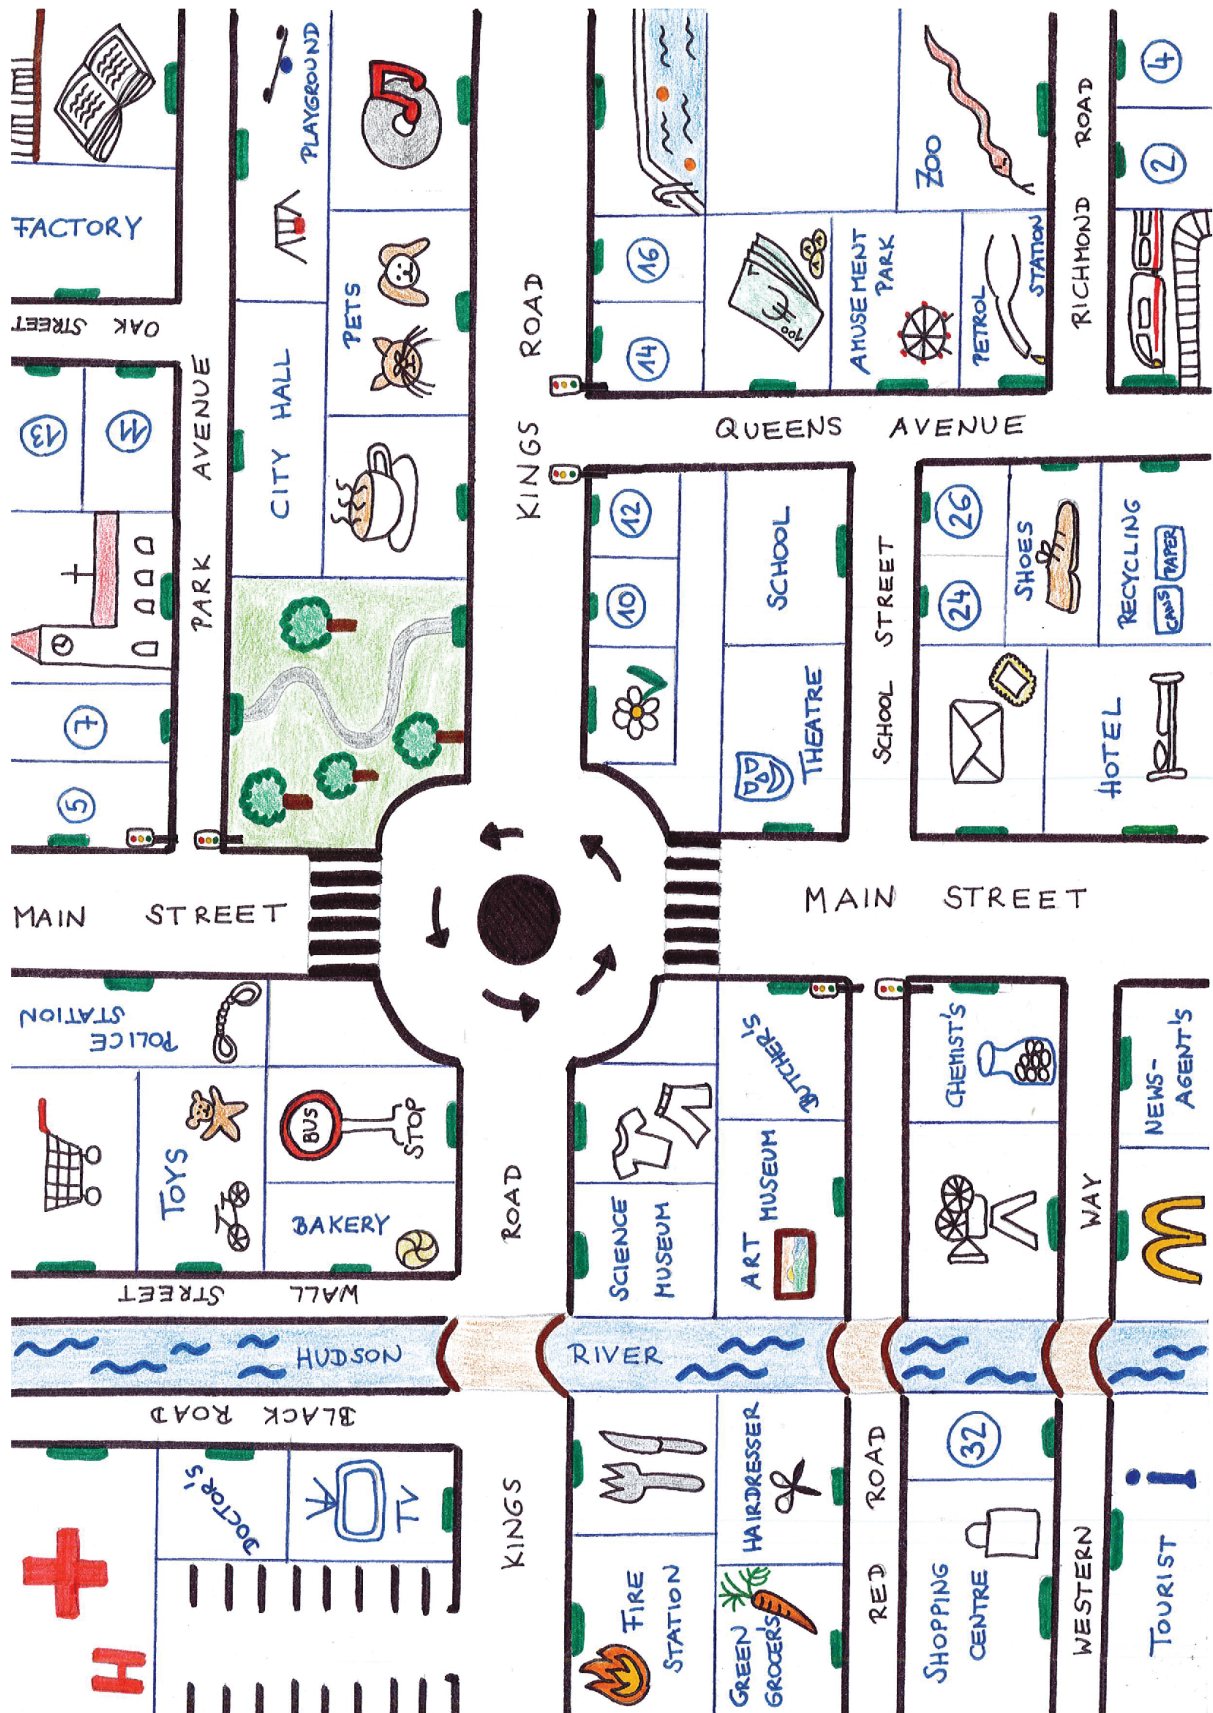 PLAYGROUND
4
2
ZOO
FACTORY
OAK STREET
PARK AVENUE
CITY HALL
PETS
KINGS ROAD
16
14
100
AMUSEMENT
PARK
PETROL
STATION
RICHMOND ROAD
QUEENS AVENUE
13
11
7
5
12
10
SCHOOL
THEATRE
SCHOOL STREET
26
24
SHOES
RECYCLING
CANS
PAPER
HOTEL
MAIN STREET
MAIN STREET
POLICE
STATION
TOYS
BUS
STOP
BAKERY
WALL STREET
ROAD
SCIENCE
MUSEUM
BUTCHER'S
ART
MUSEUM
CHEMIST'S
NEWS-
AGENT'S
WAY
HUDSON RIVER
BLACK ROAD
DOCTOR'S
TV
H
KINGS
FIRE
STATION
HAIRDRESSER
GREEN
GROCER'S
RED ROAD
32
SHOPPING
CENTRE
WESTERN
i
TOURIST